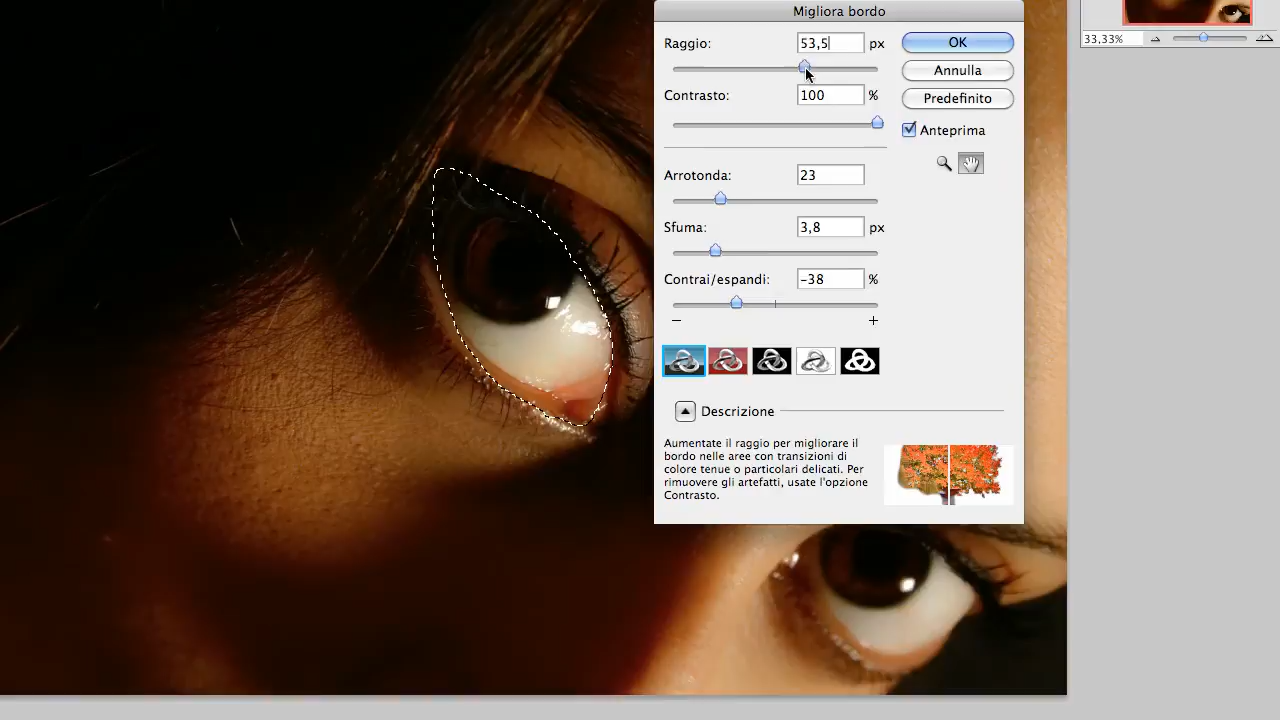 Migliora bordo
Raggio: 53,5 px
OK
Annulla
Contrasto: 100 %
Predefinito
Anteprima
Arrotonda: 23
Sfuma: 3,8 px
Contrai/espandi: −38 %
− +
Descrizione
Aumentate il raggio per migliorare il
bordo nelle aree con transizioni di
colore tenue o particolari delicati. Per
rimuovere gli artefatti, usate l'opzione
Contrasto.
33,33%